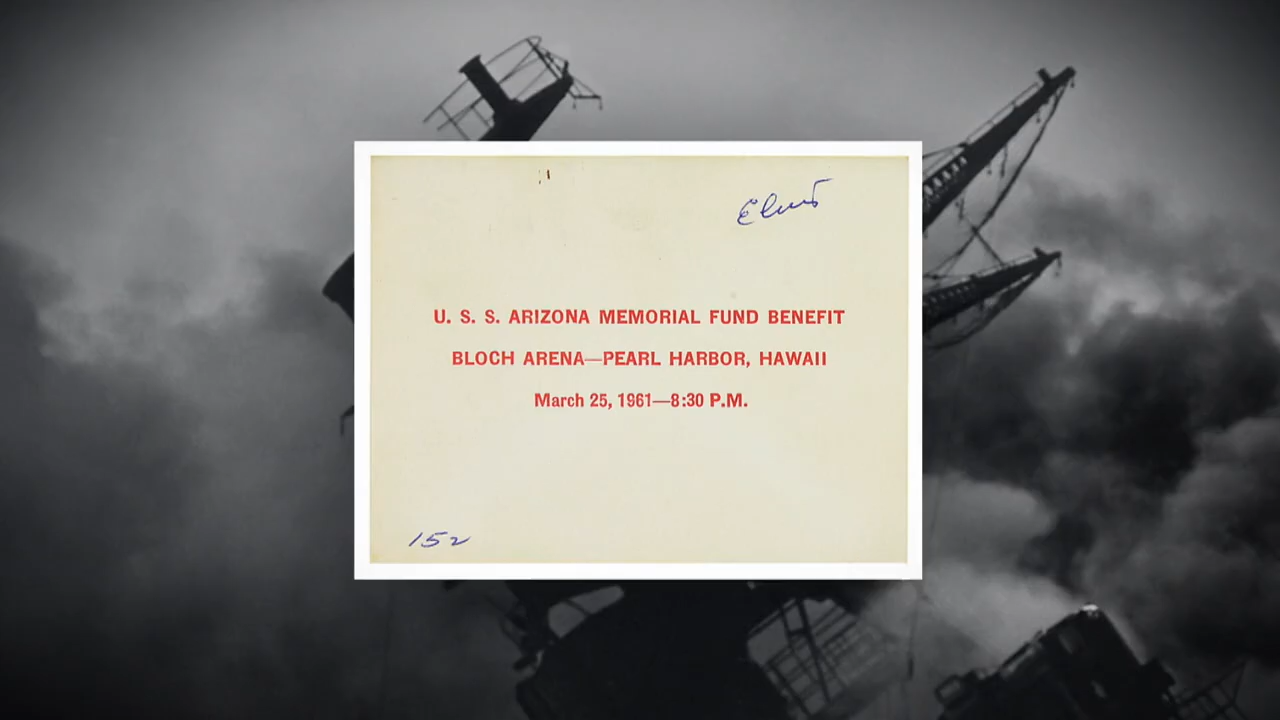 Elvis
U. S. S. ARIZONA MEMORIAL FUND BENEFIT
BLOCH ARENA—PEARL HARBOR, HAWAII
March 25, 1961—8:30 P.M.
152